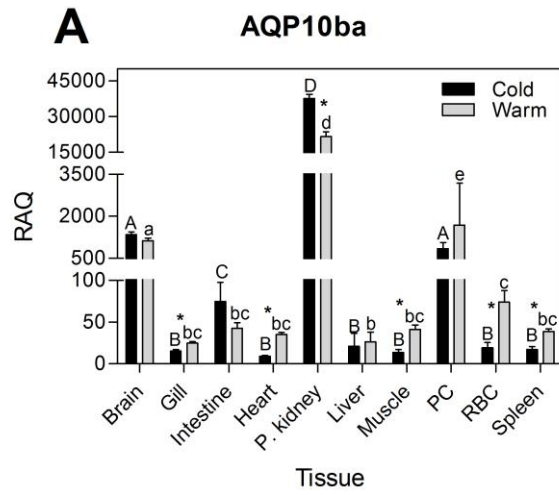 A AQP10ba
45000
30000
15000
3500
2000
500
100
50
0
RAQ
Cold
Warm
A a
B * bc
C bc
B * bc
D * d
B b
B * bc
A e
B * c
B * bc
Brain
Gill
Intestine
Heart
P. kidney
Liver
Muscle
PC
RBC
Spleen
Tissue